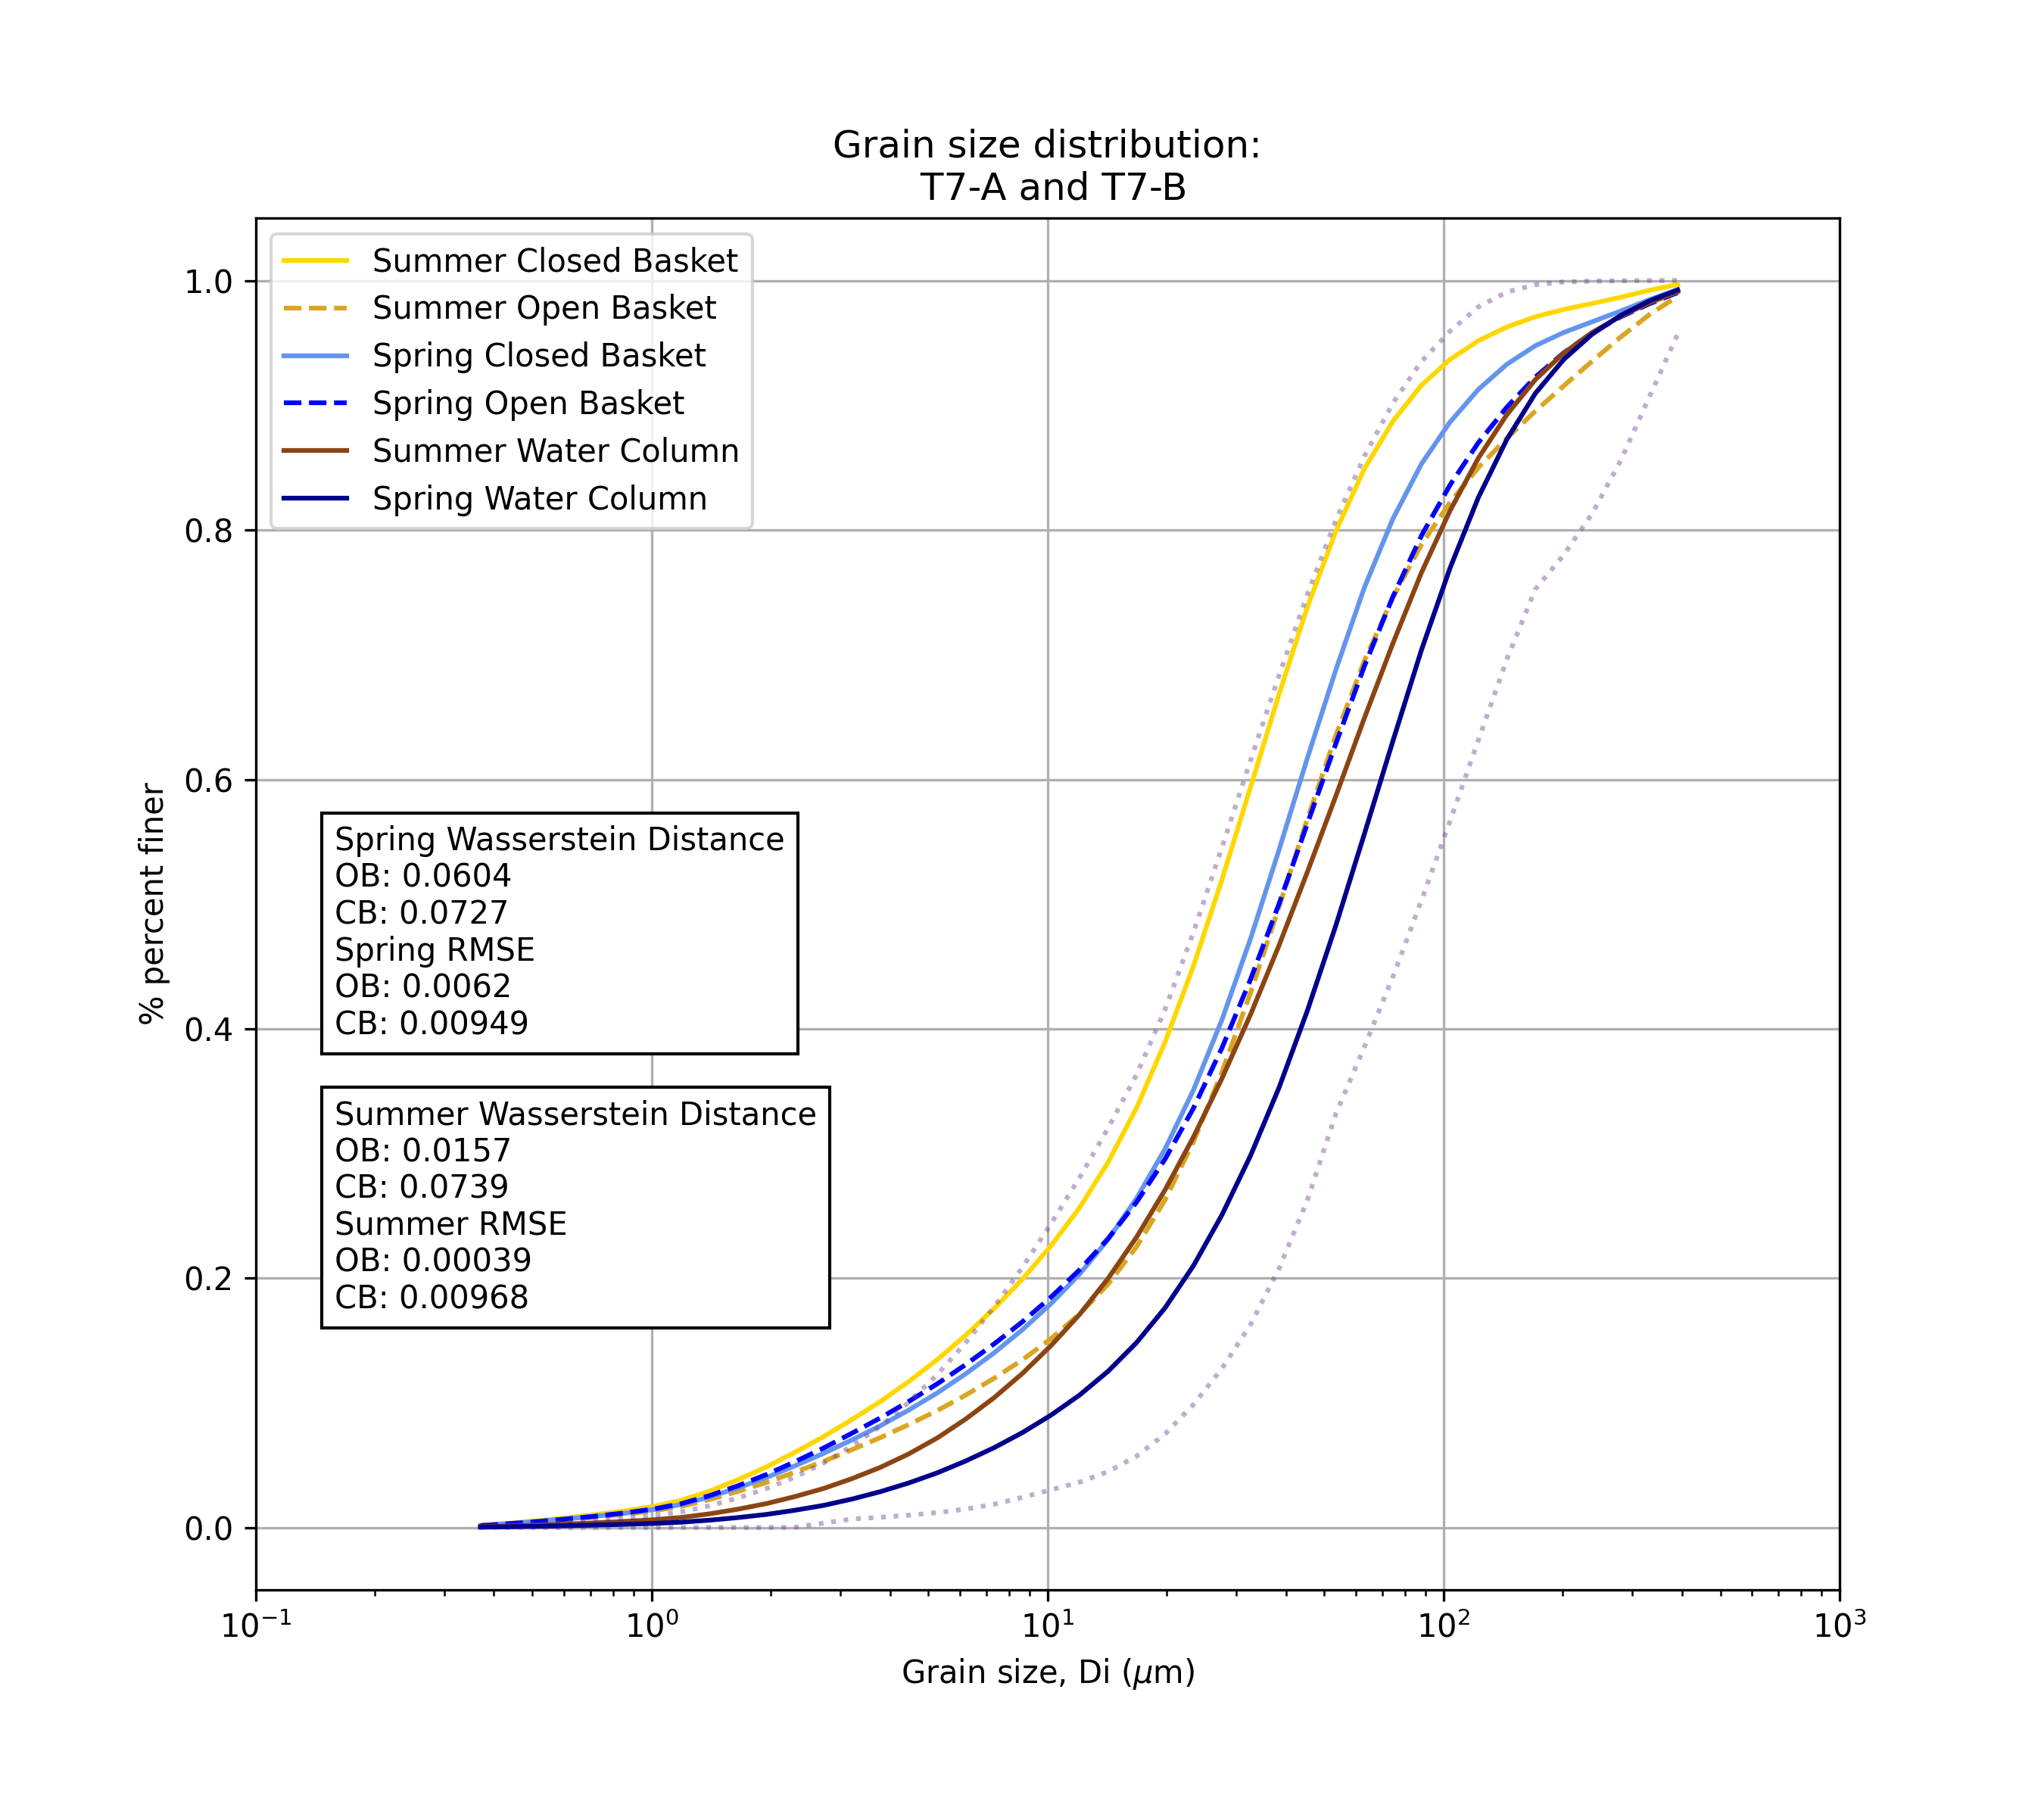 Grain size distribution:
T7-A and T7-B
Summer Closed Basket
Summer Open Basket
Spring Closed Basket
Spring Open Basket
Summer Water Column
Spring Water Column
% percent finer
1.0
0.8
0.6
0.4
0.2
0.0
Spring Wasserstein Distance
OB: 0.0604
CB: 0.0727
Spring RMSE
OB: 0.0062
CB: 0.00949
Summer Wasserstein Distance
OB: 0.0157
CB: 0.0739
Summer RMSE
OB: 0.00039
CB: 0.00968
10⁻¹ 10⁰ 10¹ 10² 10³
Grain size, Di (μm)